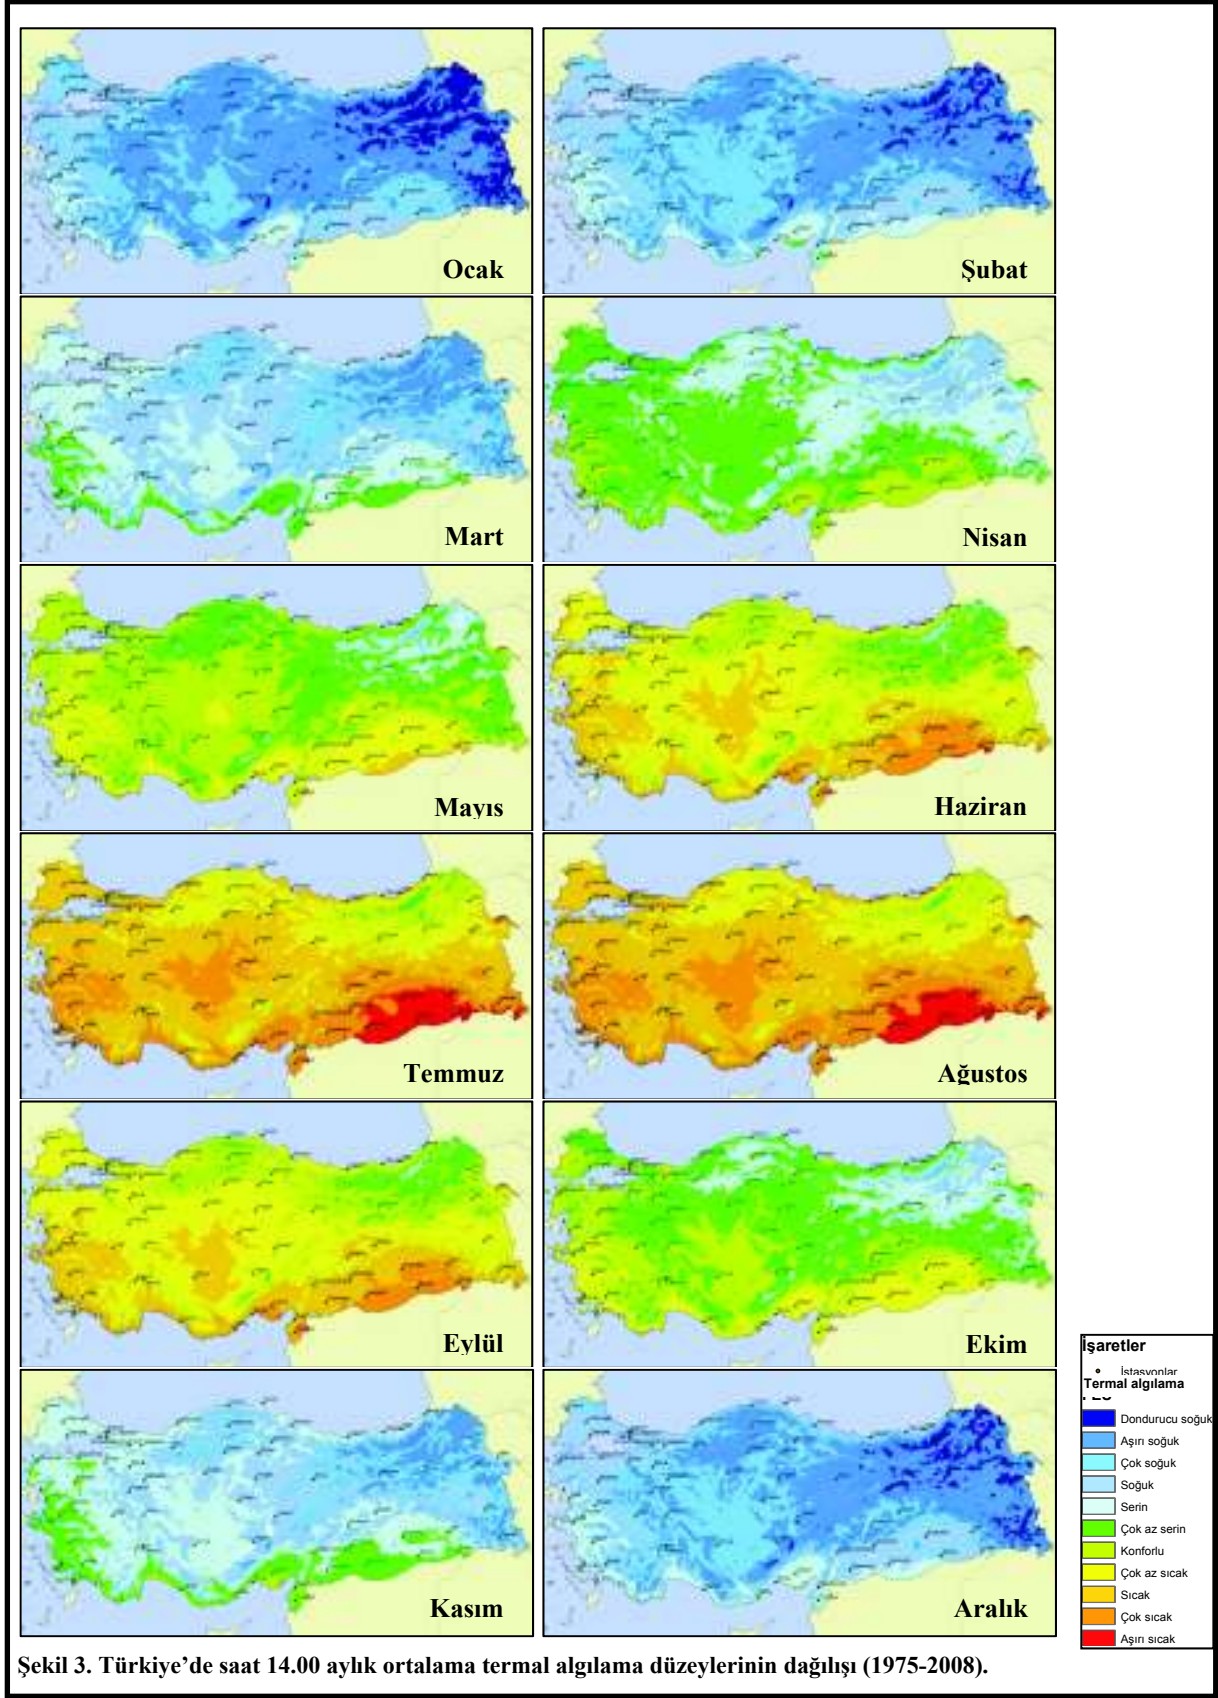 Ocak
Şubat
Mart
Nisan
Mayıs
Haziran
Temmuz
Ağustos
Eylül
Ekim
Kasım
Aralık
İşaretler
İstasyonlar
Termal algılama
Dondurucu soğuk
Aşırı soğuk
Çok soğuk
Soğuk
Serin
Çok az serin
Konforlu
Çok az sıcak
Sıcak
Çok sıcak
Aşırı sıcak
Şekil 3. Türkiye’de saat 14.00 aylık ortalama termal algılama düzeylerinin dağılışı (1975-2008).